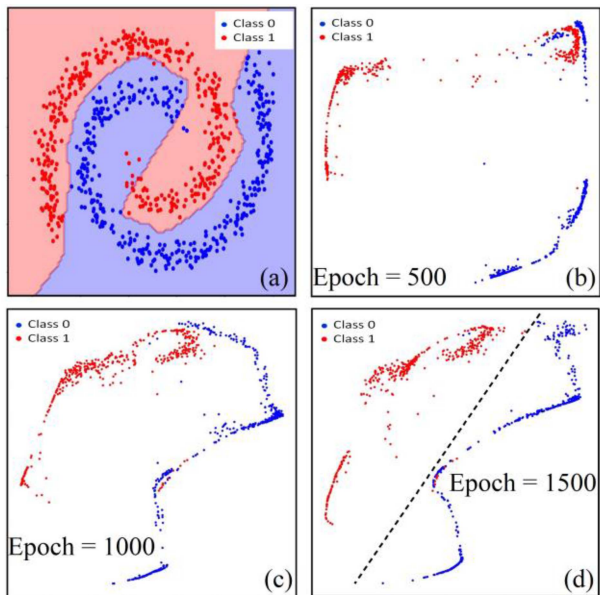 Class 0
Class 1
(a)
Class 0
Class 1
Epoch = 500
(b)
Class 0
Class 1
Epoch = 1000
(c)
Class 0
Class 1
Epoch = 1500
(d)